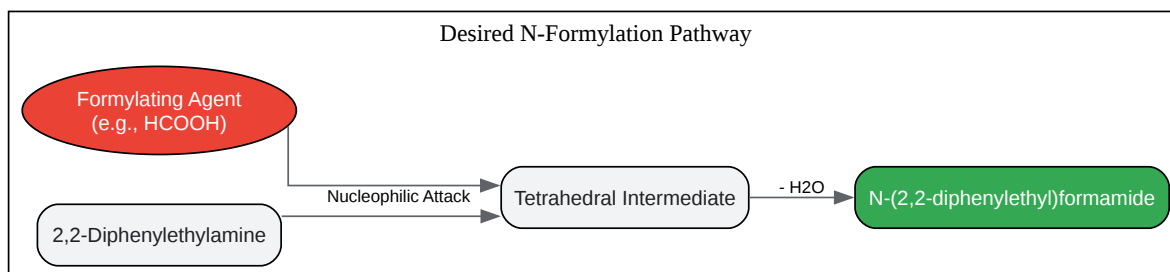 Desired N-Formylation Pathway
Formylating Agent
(e.g., HCOOH)
Nucleophilic Attack
2,2-Diphenylethylamine
Tetrahedral Intermediate
- H2O
N-(2,2-diphenylethyl)formamide